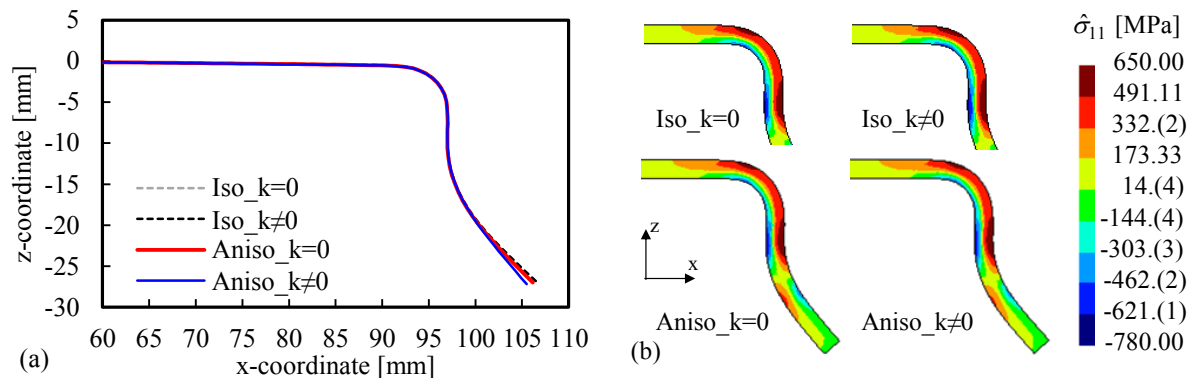 5
0
-5
-10
-15
-20
-25
-30
z-coordinate [mm]
Iso_k=0
Iso_k≠0
Aniso_k=0
Aniso_k≠0
60 65 70 75 80 85 90 95 100 105 110
x-coordinate [mm]
(a)
Iso_k=0
Iso_k≠0
z
x
Aniso_k=0
Aniso_k≠0
(b)
σ̂₁₁ [MPa]
650.00
491.11
332.(2)
173.33
14.(4)
-144.(4)
-303.(3)
-462.(2)
-621.(1)
-780.00